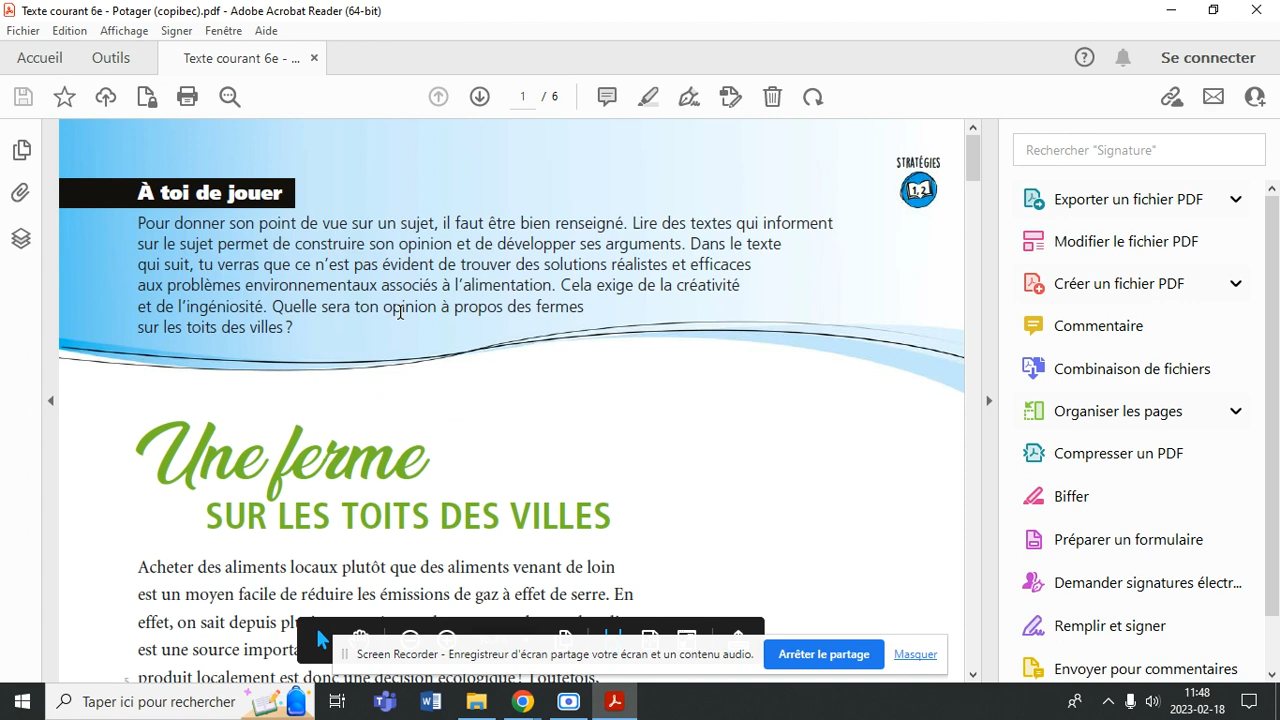 Texte courant 6e - Potager (copibec).pdf - Adobe Acrobat Reader (64-bit)
Fichier Edition Affichage Signer Fenêtre Aide
Accueil Outils Texte courant 6e - ... × Se connecter
1 / 6
Rechercher "Signature"
STRATÉGIES
1, 2
À toi de jouer
Pour donner son point de vue sur un sujet, il faut être bien renseigné. Lire des textes qui informent
sur le sujet permet de construire son opinion et de développer ses arguments. Dans le texte
qui suit, tu verras que ce n'est pas évident de trouver des solutions réalistes et efficaces
aux problèmes environnementaux associés à l'alimentation. Cela exige de la créativité
et de l'ingéniosité. Quelle sera ton opinion à propos des fermes
sur les toits des villes ?
Une ferme
SUR LES TOITS DES VILLES
Acheter des aliments locaux plutôt que des aliments venant de loin
est un moyen facile de réduire les émissions de gaz à effet de serre. En
effet, on sait depuis
est une source
produit localement est donc une décision écologique ! Toutefois,
Exporter un fichier PDF
Modifier le fichier PDF
Créer un fichier PDF
Commentaire
Combinaison de fichiers
Organiser les pages
Compresser un PDF
Biffer
Préparer un formulaire
Demander signatures électr...
Remplir et signer
Envoyer pour commentaires
Screen Recorder - Enregistreur d'écran partage votre écran et un contenu audio. Arrêter le partage Masquer
Taper ici pour rechercher
11:48
2023-02-18